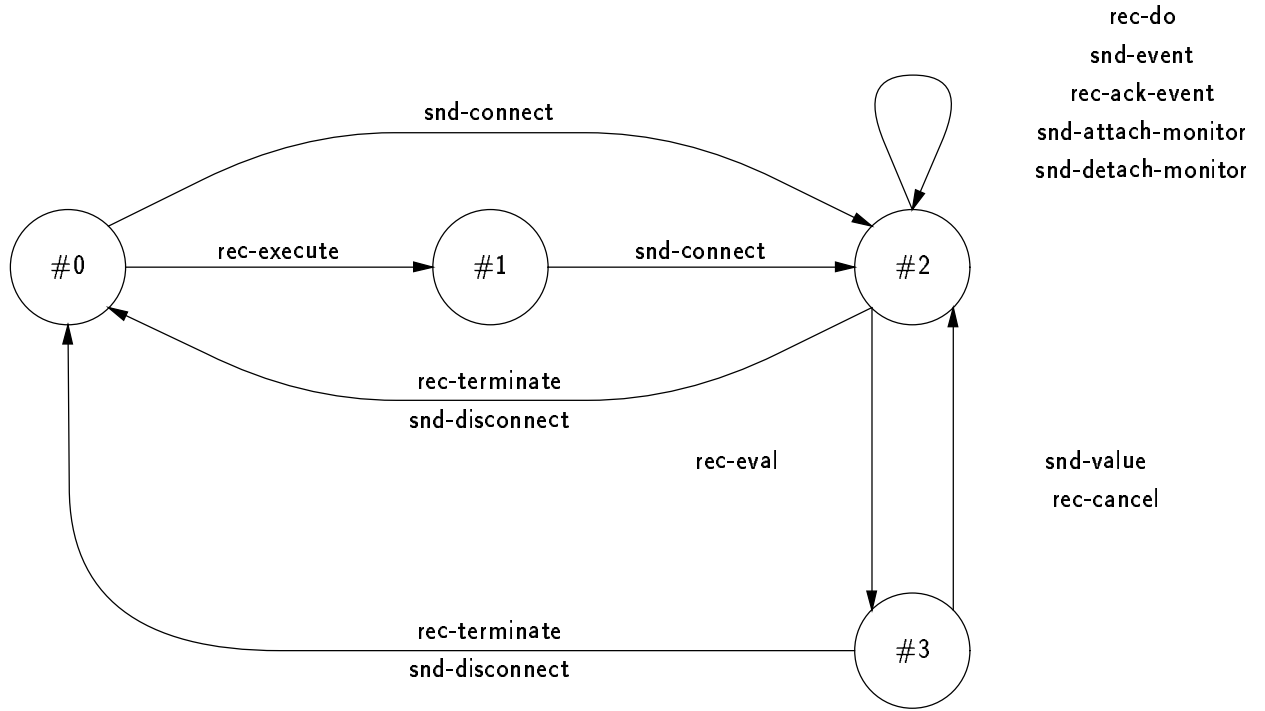 rec-do
snd-event
rec-ack-event
snd-attach-monitor
snd-detach-monitor
snd-connect
rec-execute
snd-connect
#0
#1
#2
rec-terminate
snd-disconnect
rec-eval
snd-value
rec-cancel
rec-terminate
snd-disconnect
#3